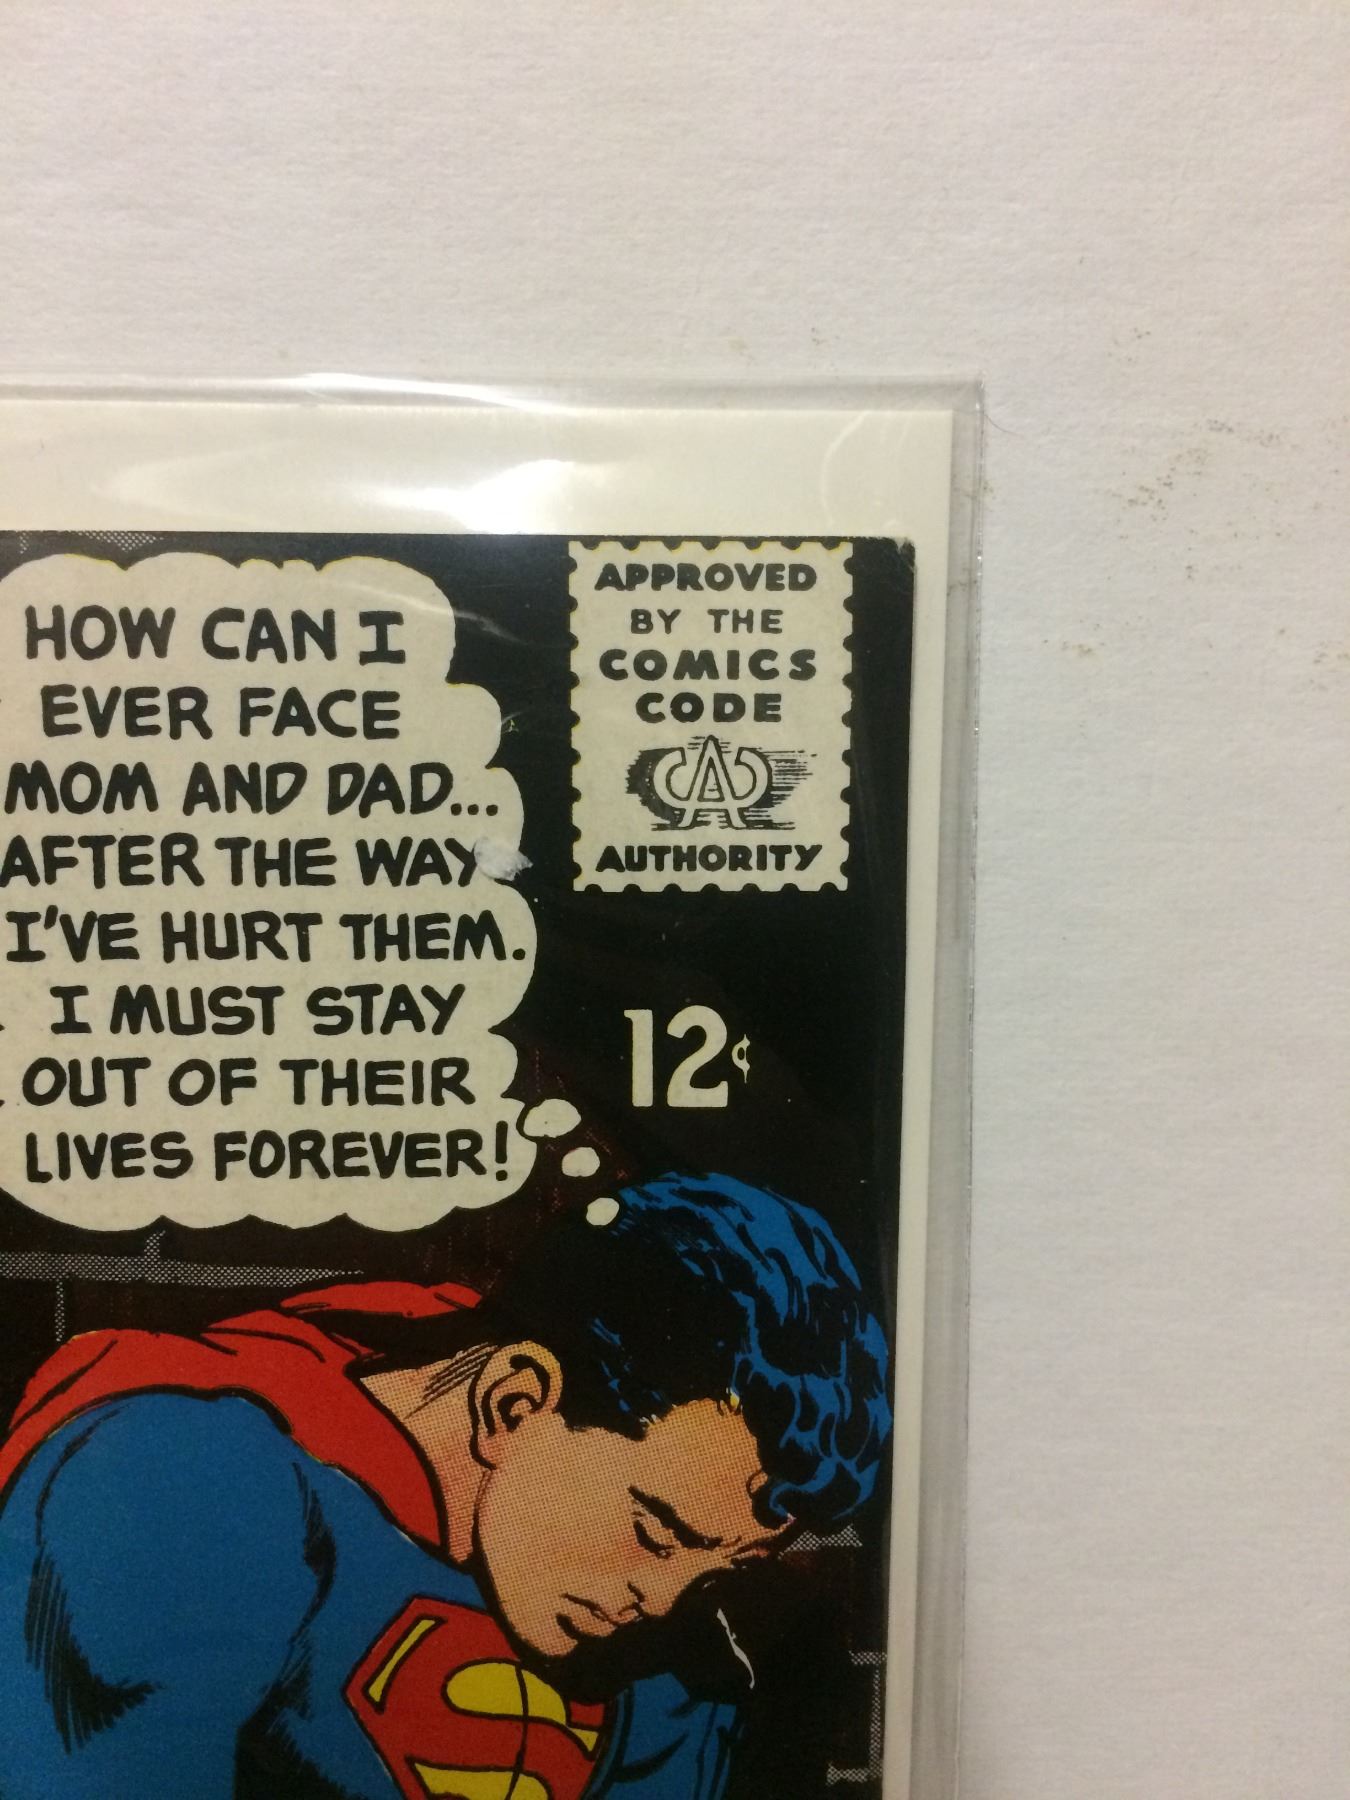 HOW CAN I
EVER FACE
MOM AND DAD...
AFTER THE WAY
I'VE HURT THEM.
I MUST STAY
OUT OF THEIR
LIVES FOREVER!
APPROVED
BY THE
COMICS
CODE
CA
AUTHORITY
12¢
S